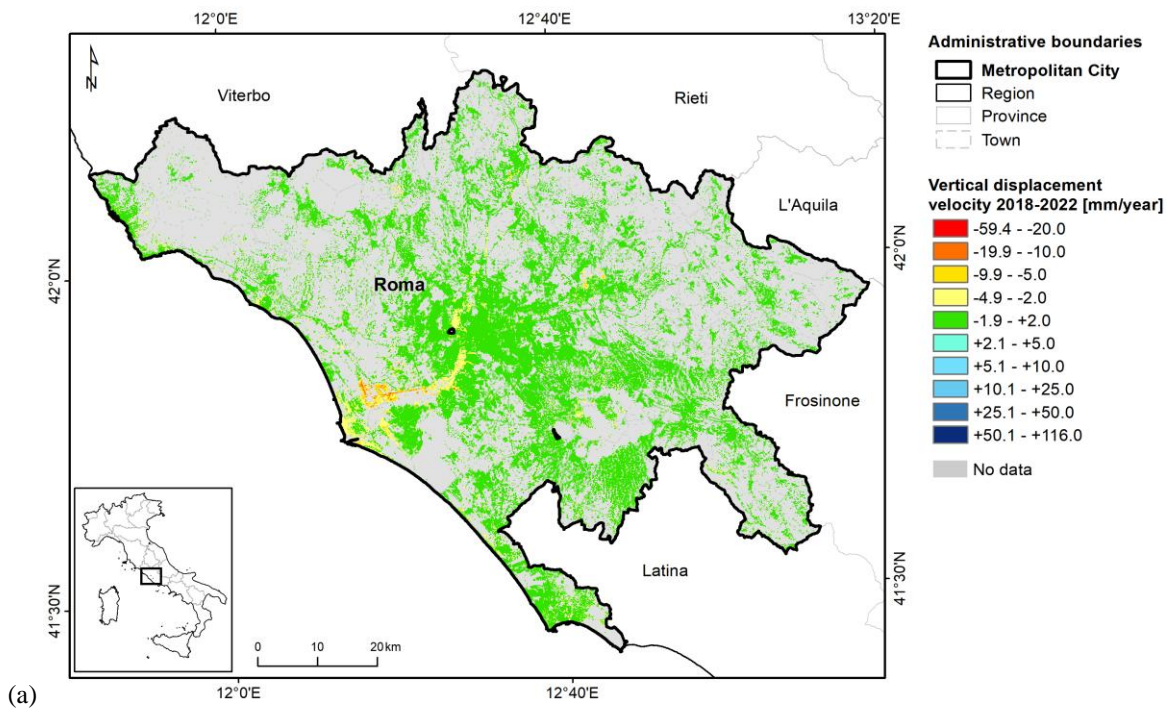 12°0'E 12°40'E 13°20'E
N
Viterbo
Rieti
L'Aquila
Roma
Frosinone
Latina
42°0'N
41°30'N
42°0'N
41°30'N
0 10 20 km
12°0'E 12°40'E
(a)
Administrative boundaries
Metropolitan City
Region
Province
Town
Vertical displacement
velocity 2018-2022 [mm/year]
-59.4 - -20.0
-19.9 - -10.0
-9.9 - -5.0
-4.9 - -2.0
-1.9 - +2.0
+2.1 - +5.0
+5.1 - +10.0
+10.1 - +25.0
+25.1 - +50.0
+50.1 - +116.0
No data